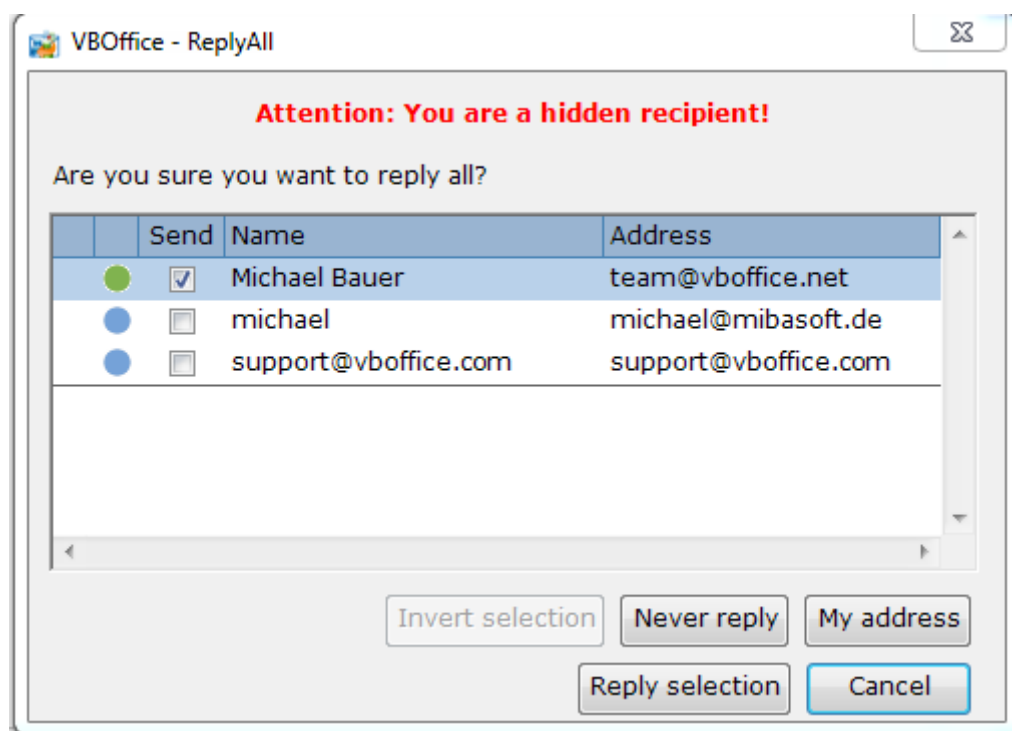 VBOffice - ReplyAll
Attention: You are a hidden recipient!
Are you sure you want to reply all?
Send Name Address
Michael Bauer team@vboffice.net
michael michael@mibasoft.de
support@vboffice.com support@vboffice.com
Invert selection Never reply My address
Reply selection Cancel